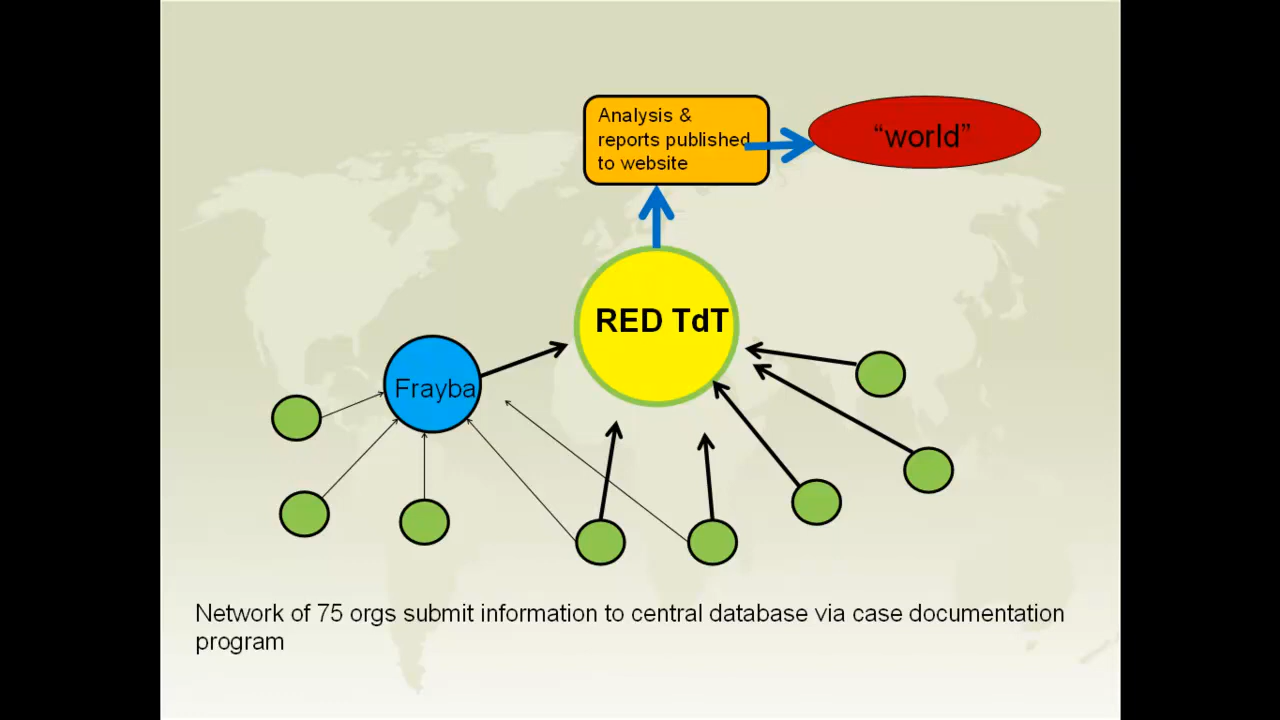 Analysis &
reports published
to website
“world”
RED TdT
Frayba
Network of 75 orgs submit information to central database via case documentation
program